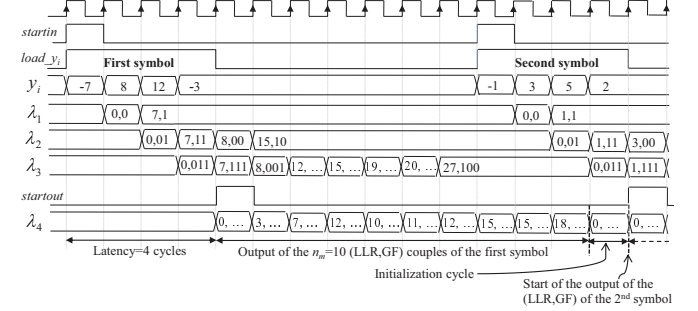 startin
load_yi First symbol Second symbol
yi -7 8 12 -3 -1 3 5 2
λ1 0,0 7,1 0,0 1,1
λ2 0,01 7,11 8,00 15,10 0,01 1,11 3,00
λ3 0,011 7,111 8,001 12, ... 15, ... 19, ... 20, ... 27,100 0,011 1,111
startout
λ4 0, ... 3, ... 7, ... 12, ... 10, ... 11, ... 12, ... 15, ... 15, ... 18, ... 0, ... 0, ...
Latency=4 cycles Output of the nm=10 (LLR,GF) couples of the first symbol
Initialization cycle
Start of the output of the
(LLR,GF) of the 2nd symbol